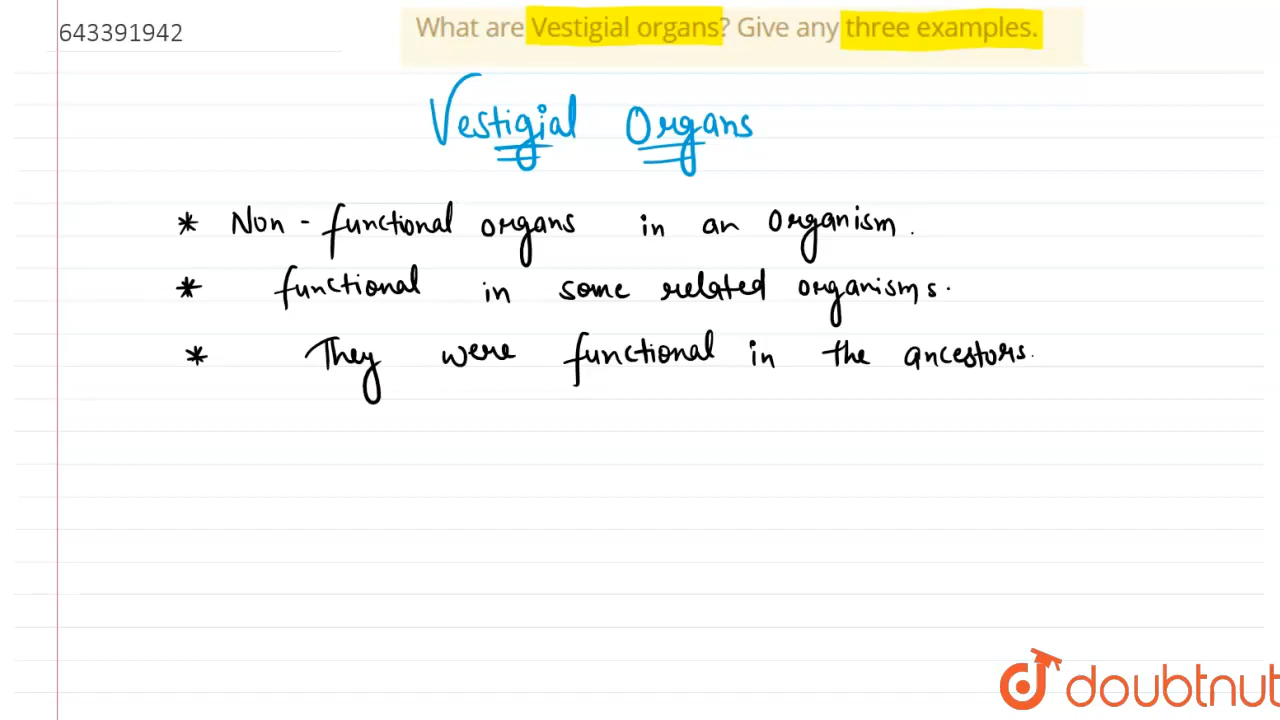 643391942
What are Vestigial organs? Give any three examples.
Vestigial Organs
* Non-functional organs in an organism.
* functional in some related organisms.
* They were functional in the ancestors.
doubtnut